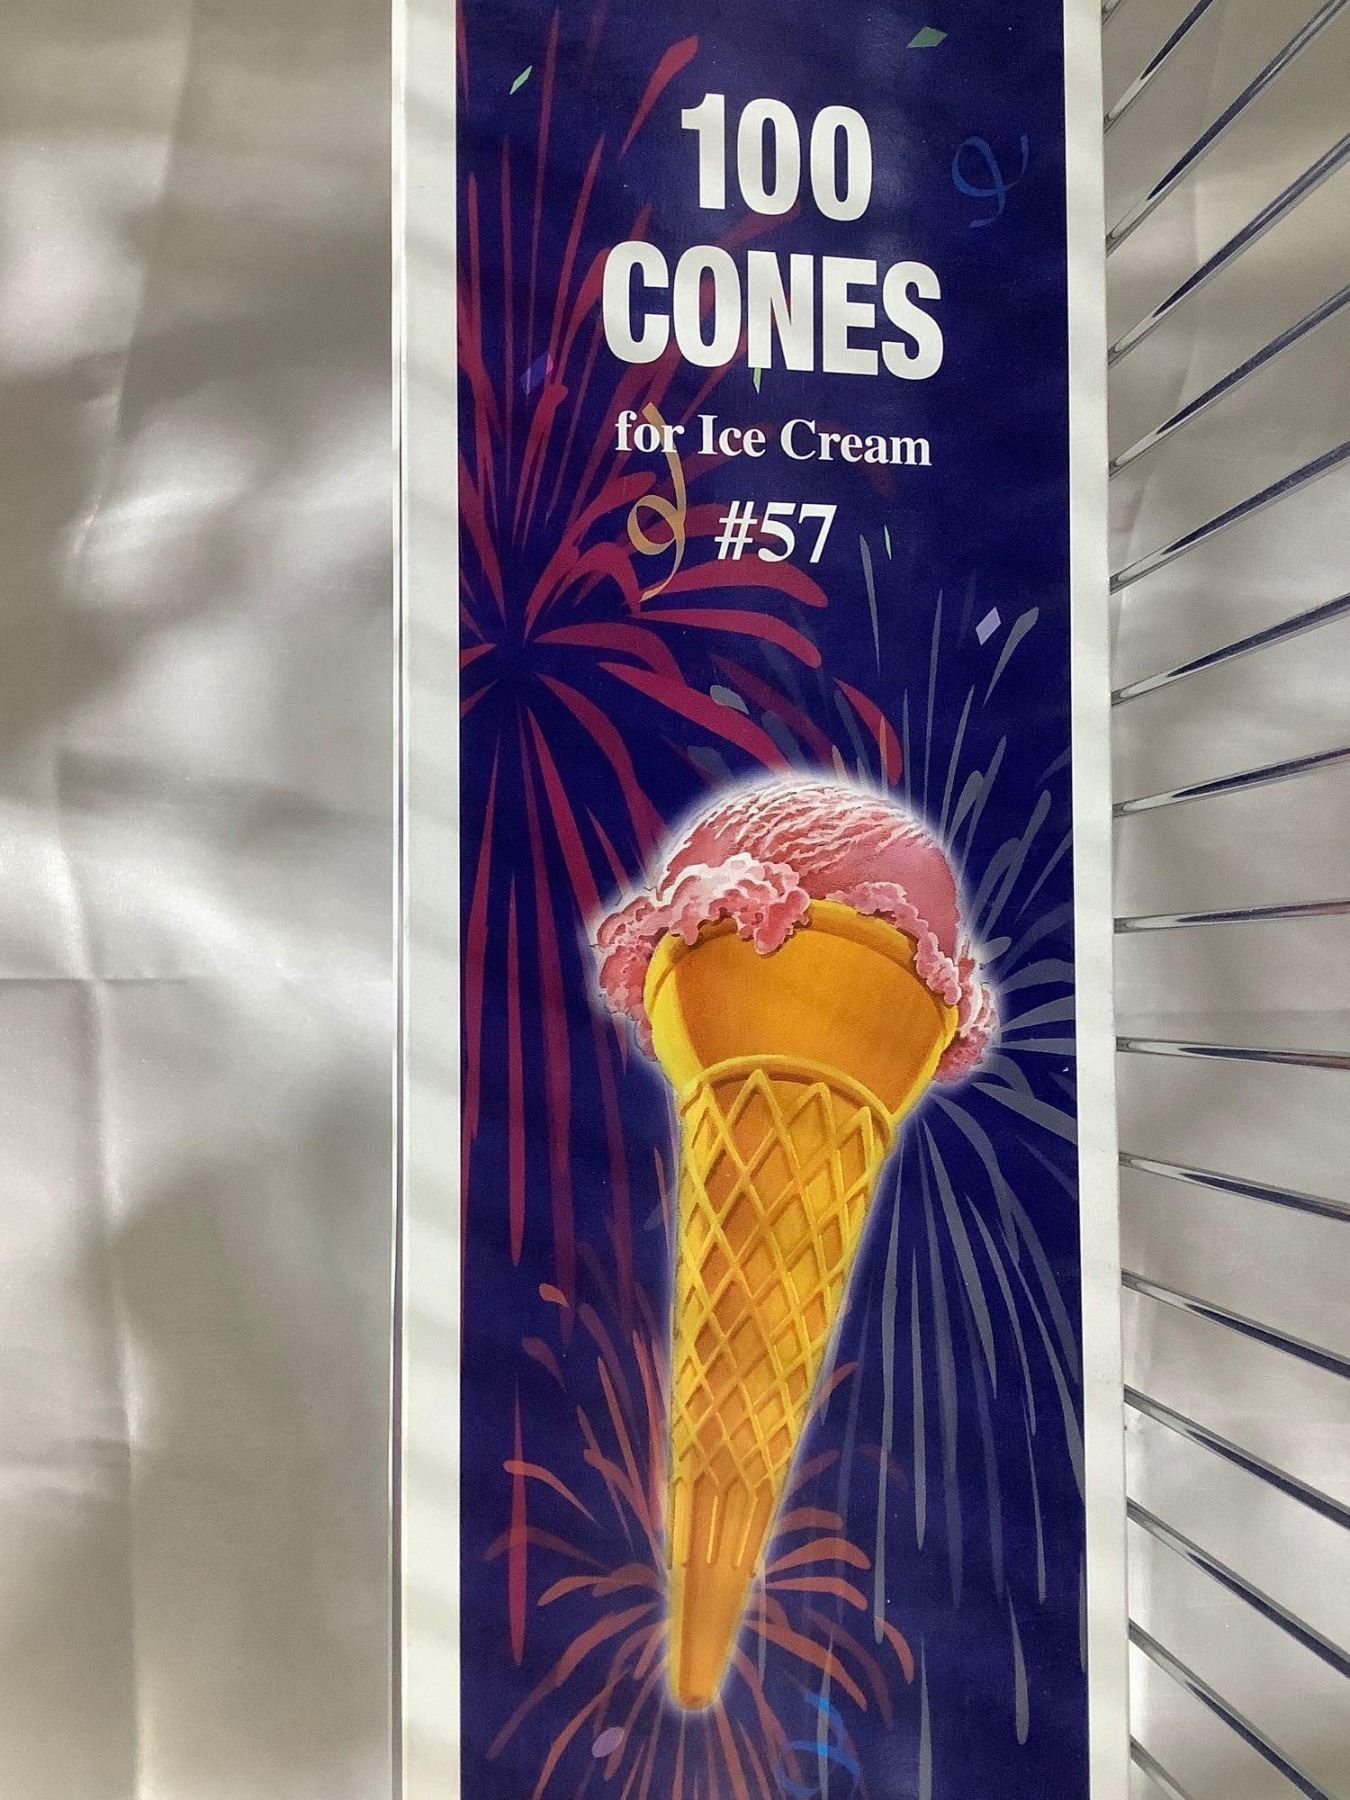 100
CONES
for Ice Cream
#57